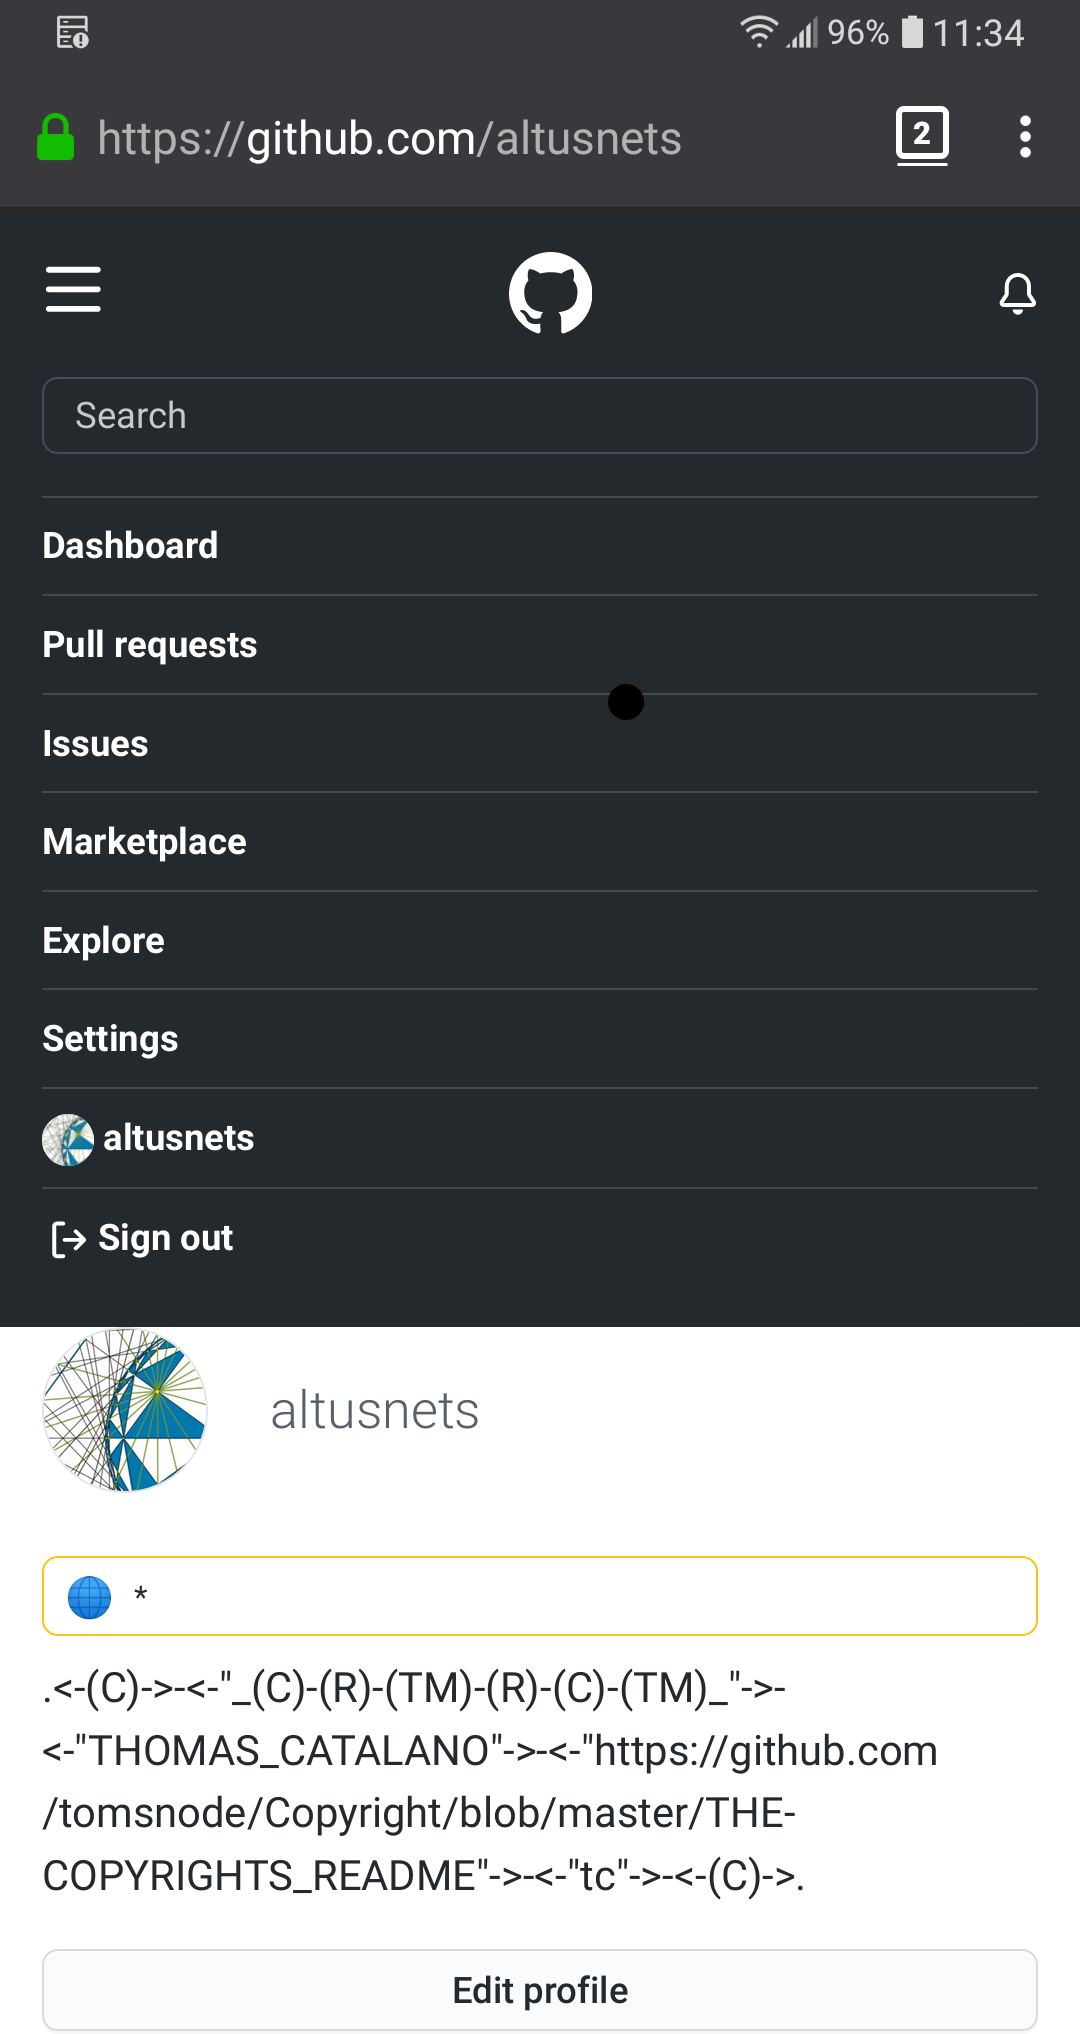 96% 11:34
https://github.com/altusnets
2
Search
Dashboard
Pull requests
Issues
Marketplace
Explore
Settings
altusnets
Sign out
altusnets
*
.<-(C)->-<-"_(C)-(R)-(TM)-(R)-(C)-(TM)_"->-
<-"THOMAS_CATALANO"->-<-"https://github.com
/tomsnode/Copyright/blob/master/THE-
COPYRIGHTS_README"->-<-"tc"->-<-(C)->.
Edit profile